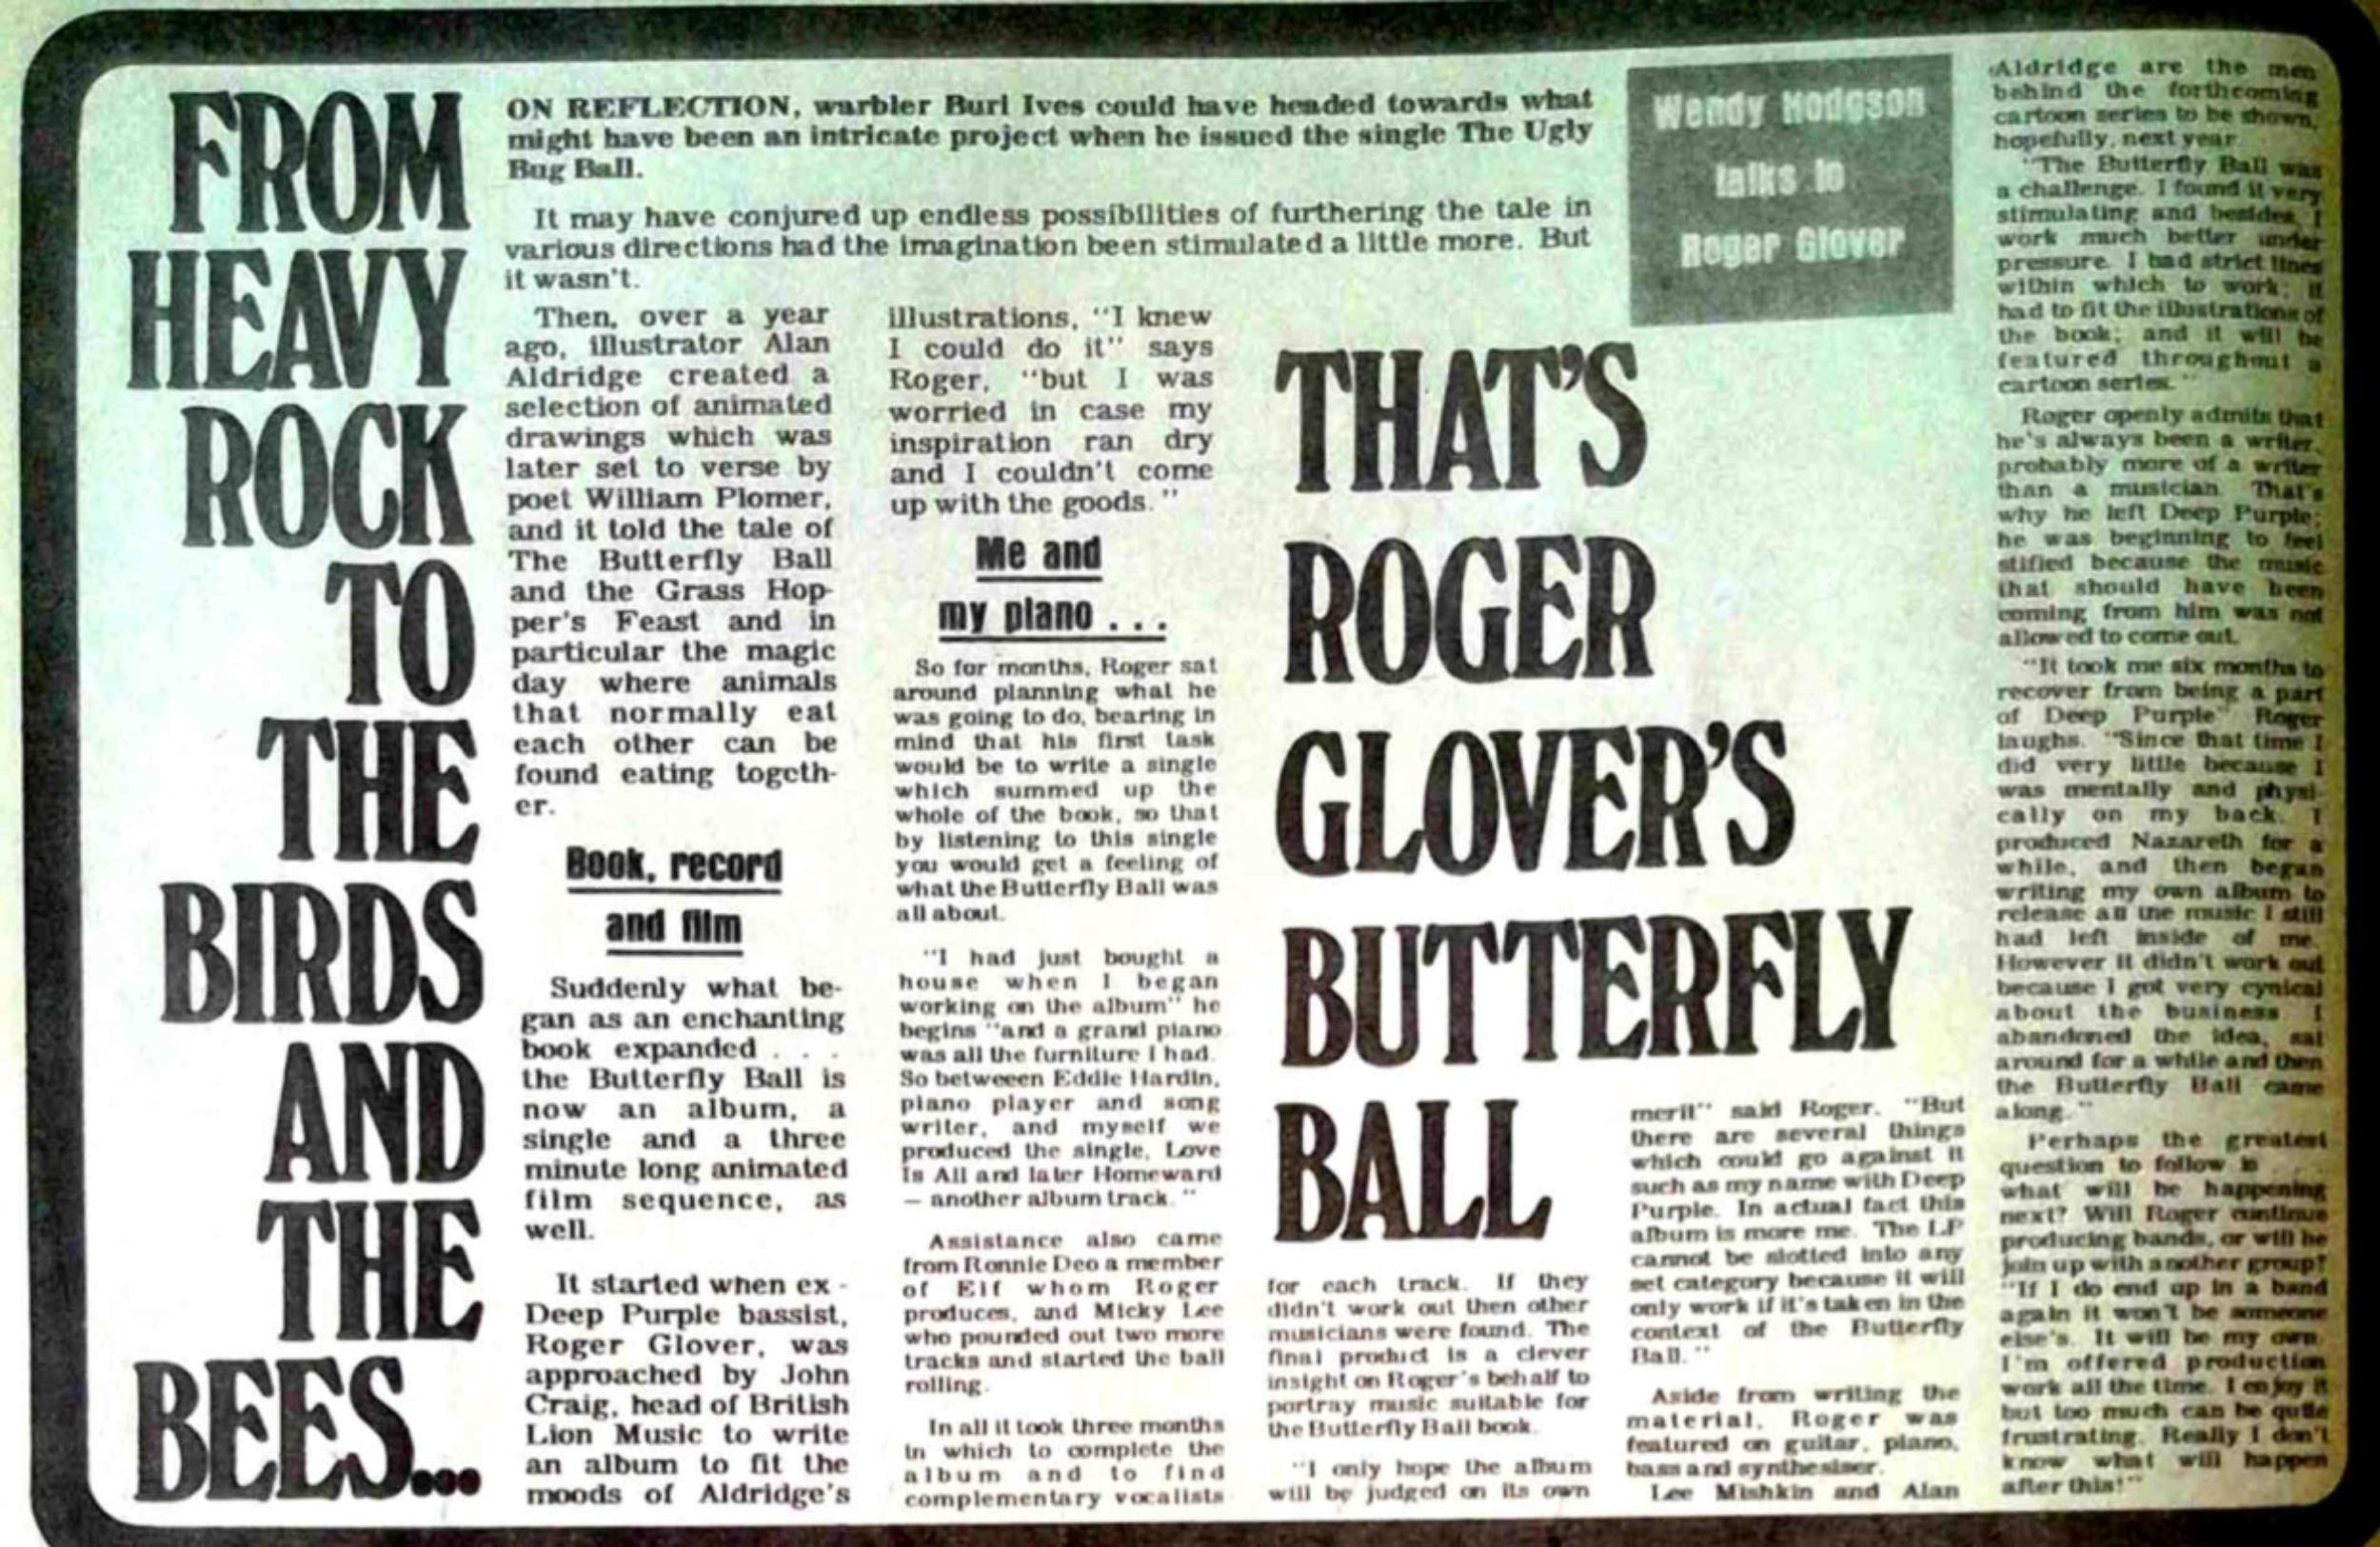 FROM
HEAVY
ROCK
TO
THE
BIRDS
AND
THE
BEES...
ON REFLECTION, warbler Burl Ives could have headed towards what
might have been an intricate project when he issued the single The Ugly
Bug Ball.
It may have conjured up endless possibilities of furthering the tale in
various directions had the imagination been stimulated a little more. But
it wasn't.
Then, over a year
ago, illustrator Alan
Aldridge created a
selection of animated
drawings which was
later set to verse by
poet William Plomer,
and it told the tale of
The Butterfly Ball
and the Grass Hop-
per's Feast and in
particular the magic
day where animals
that normally eat
each other can be
found eating togeth-
er.
Book, record
and film
Suddenly what be-
gan as an enchanting
book expanded . . .
the Butterfly Ball is
now an album, a
single and a three
minute long animated
film sequence, as
well.
It started when ex -
Deep Purple bassist,
Roger Glover, was
approached by John
Craig, head of British
Lion Music to write
an album to fit the
moods of Aldridge's
illustrations, "I knew
I could do it" says
Roger, "but I was
worried in case my
inspiration ran dry
and I couldn't come
up with the goods."
Me and
my piano . . .
So for months, Roger sat
around planning what he
was going to do, bearing in
mind that his first task
would be to write a single
which summed up the
whole of the book, so that
by listening to this single
you would get a feeling of
what the Butterfly Ball was
all about.
"I had just bought a
house when I began
working on the album" he
begins "and a grand piano
was all the furniture I had.
So betweeen Eddie Hardin,
piano player and song
writer, and myself we
produced the single, Love
Is All and later Homeward
— another album track."
Assistance also came
from Ronnie Deo a member
of Elf whom Roger
produces, and Micky Lee
who pounded out two more
tracks and started the ball
rolling.
In all it took three months
in which to complete the
album and to find
complementary vocalists
THAT'S
ROGER
GLOVER'S
BUTTERFLY
BALL
for each track. If they
didn't work out then other
musicians were found. The
final product is a clever
insight on Roger's behalf to
portray music suitable for
the Butterfly Ball book.
"I only hope the album
will be judged on its own
Wendy Hodgson
talks to
Roger Glover
merit" said Roger. "But
there are several things
which could go against it
such as my name with Deep
Purple. In actual fact this
album is more me. The LP
cannot be slotted into any
set category because it will
only work if it's taken in the
context of the Butterfly
Ball."
Aside from writing the
material, Roger was
featured on guitar, piano,
bass and synthesiser.
Lee Mishkin and Alan
Aldridge are the men
behind the forthcoming
cartoon series to be shown,
hopefully, next year.
"The Butterfly Ball was
a challenge. I found it very
stimulating and besides, I
work much better under
pressure. I had strict lines
within which to work; it
had to fit the illustrations of
the book; and it will be
featured throughout a
cartoon series."
Roger openly admits that
he's always been a writer,
probably more of a writer
than a musician. That's
why he left Deep Purple;
he was beginning to feel
stifled because the music
that should have been
coming from him was not
allowed to come out.
"It took me six months to
recover from being a part
of Deep Purple" Roger
laughs. "Since that time I
did very little because I
was mentally and physi-
cally on my back. I
produced Nazareth for a
while, and then began
writing my own album to
release all the music I still
had left inside of me.
However it didn't work out
because I got very cynical
about the business I
abandoned the idea, sat
around for a while and then
the Butterfly Ball came
along."
Perhaps the greatest
question to follow is . . .
what will be happening
next? Will Roger continue
producing bands, or will he
join up with another group?
"If I do end up in a band
again it won't be someone
else's. It will be my own.
I'm offered production
work all the time. I enjoy it
but too much can be quite
frustrating. Really I don't
know what will happen
after this!"